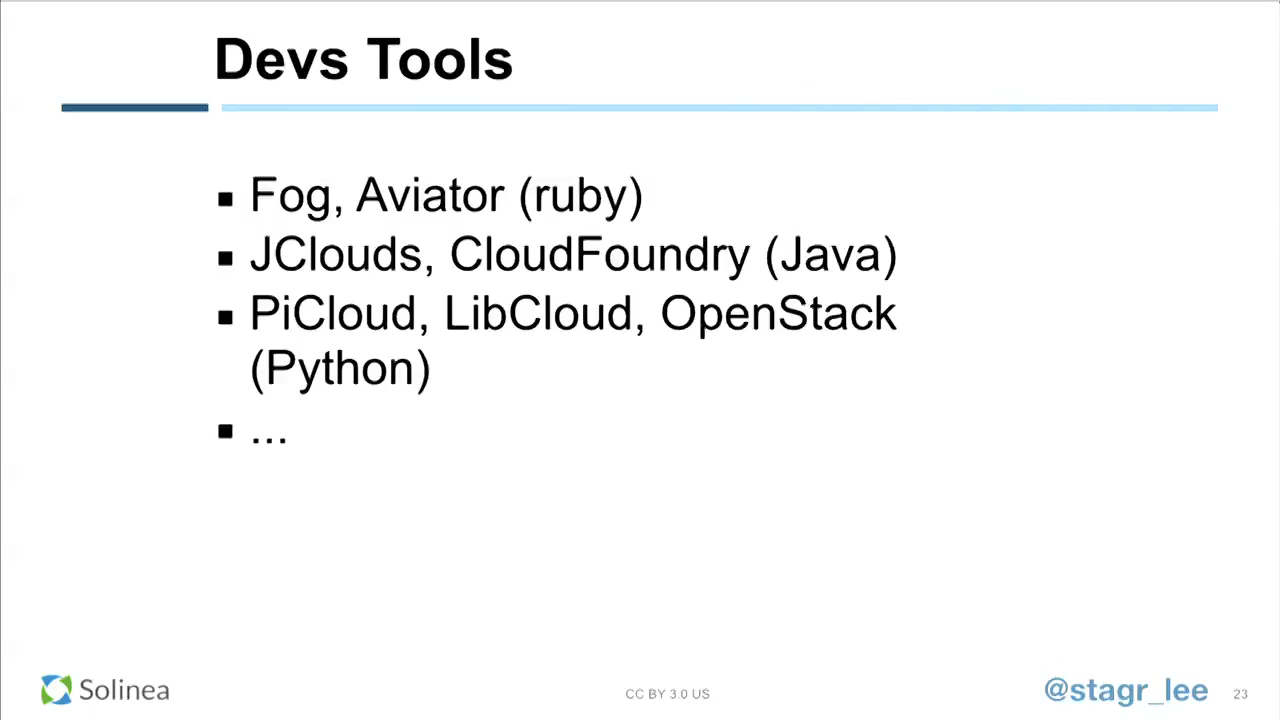 Devs Tools
▪ Fog, Aviator (ruby)
▪ JClouds, CloudFoundry (Java)
▪ PiCloud, LibCloud, OpenStack
(Python)
▪ ...
Solinea
CC BY 3.0 US
@stagr_lee
23